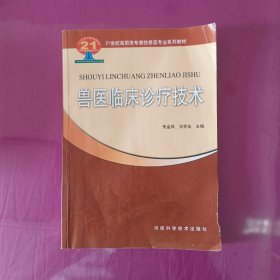 21世纪高职高专畜牧兽医专业系列教材
21
SHOUYI LINCHUANG ZHENLIAO JISHU
兽医临床诊疗技术
主编
河南科学技术出版社